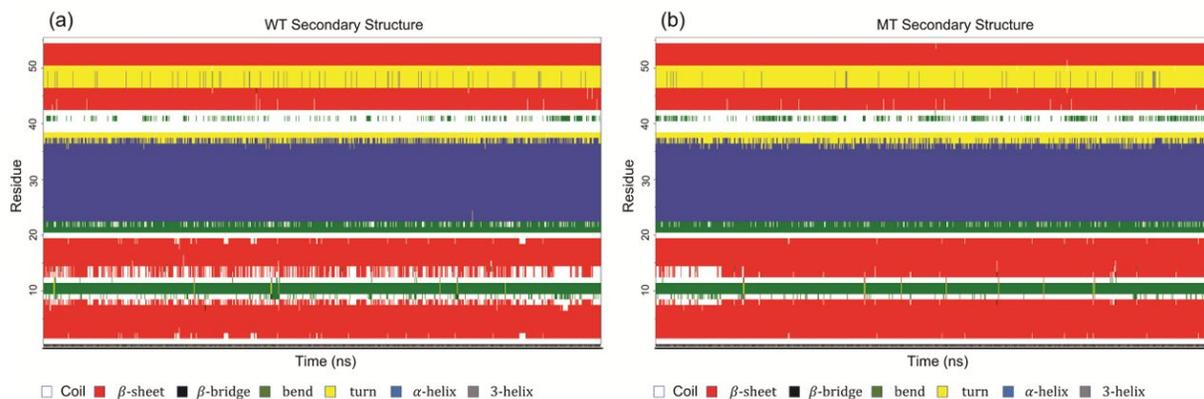 (a) WT Secondary Structure
Residue
50
40
30
20
10
Time (ns)
Coil β-sheet β-bridge bend turn α-helix 3-helix
(b) MT Secondary Structure
Residue
50
40
30
20
10
Time (ns)
Coil β-sheet β-bridge bend turn α-helix 3-helix